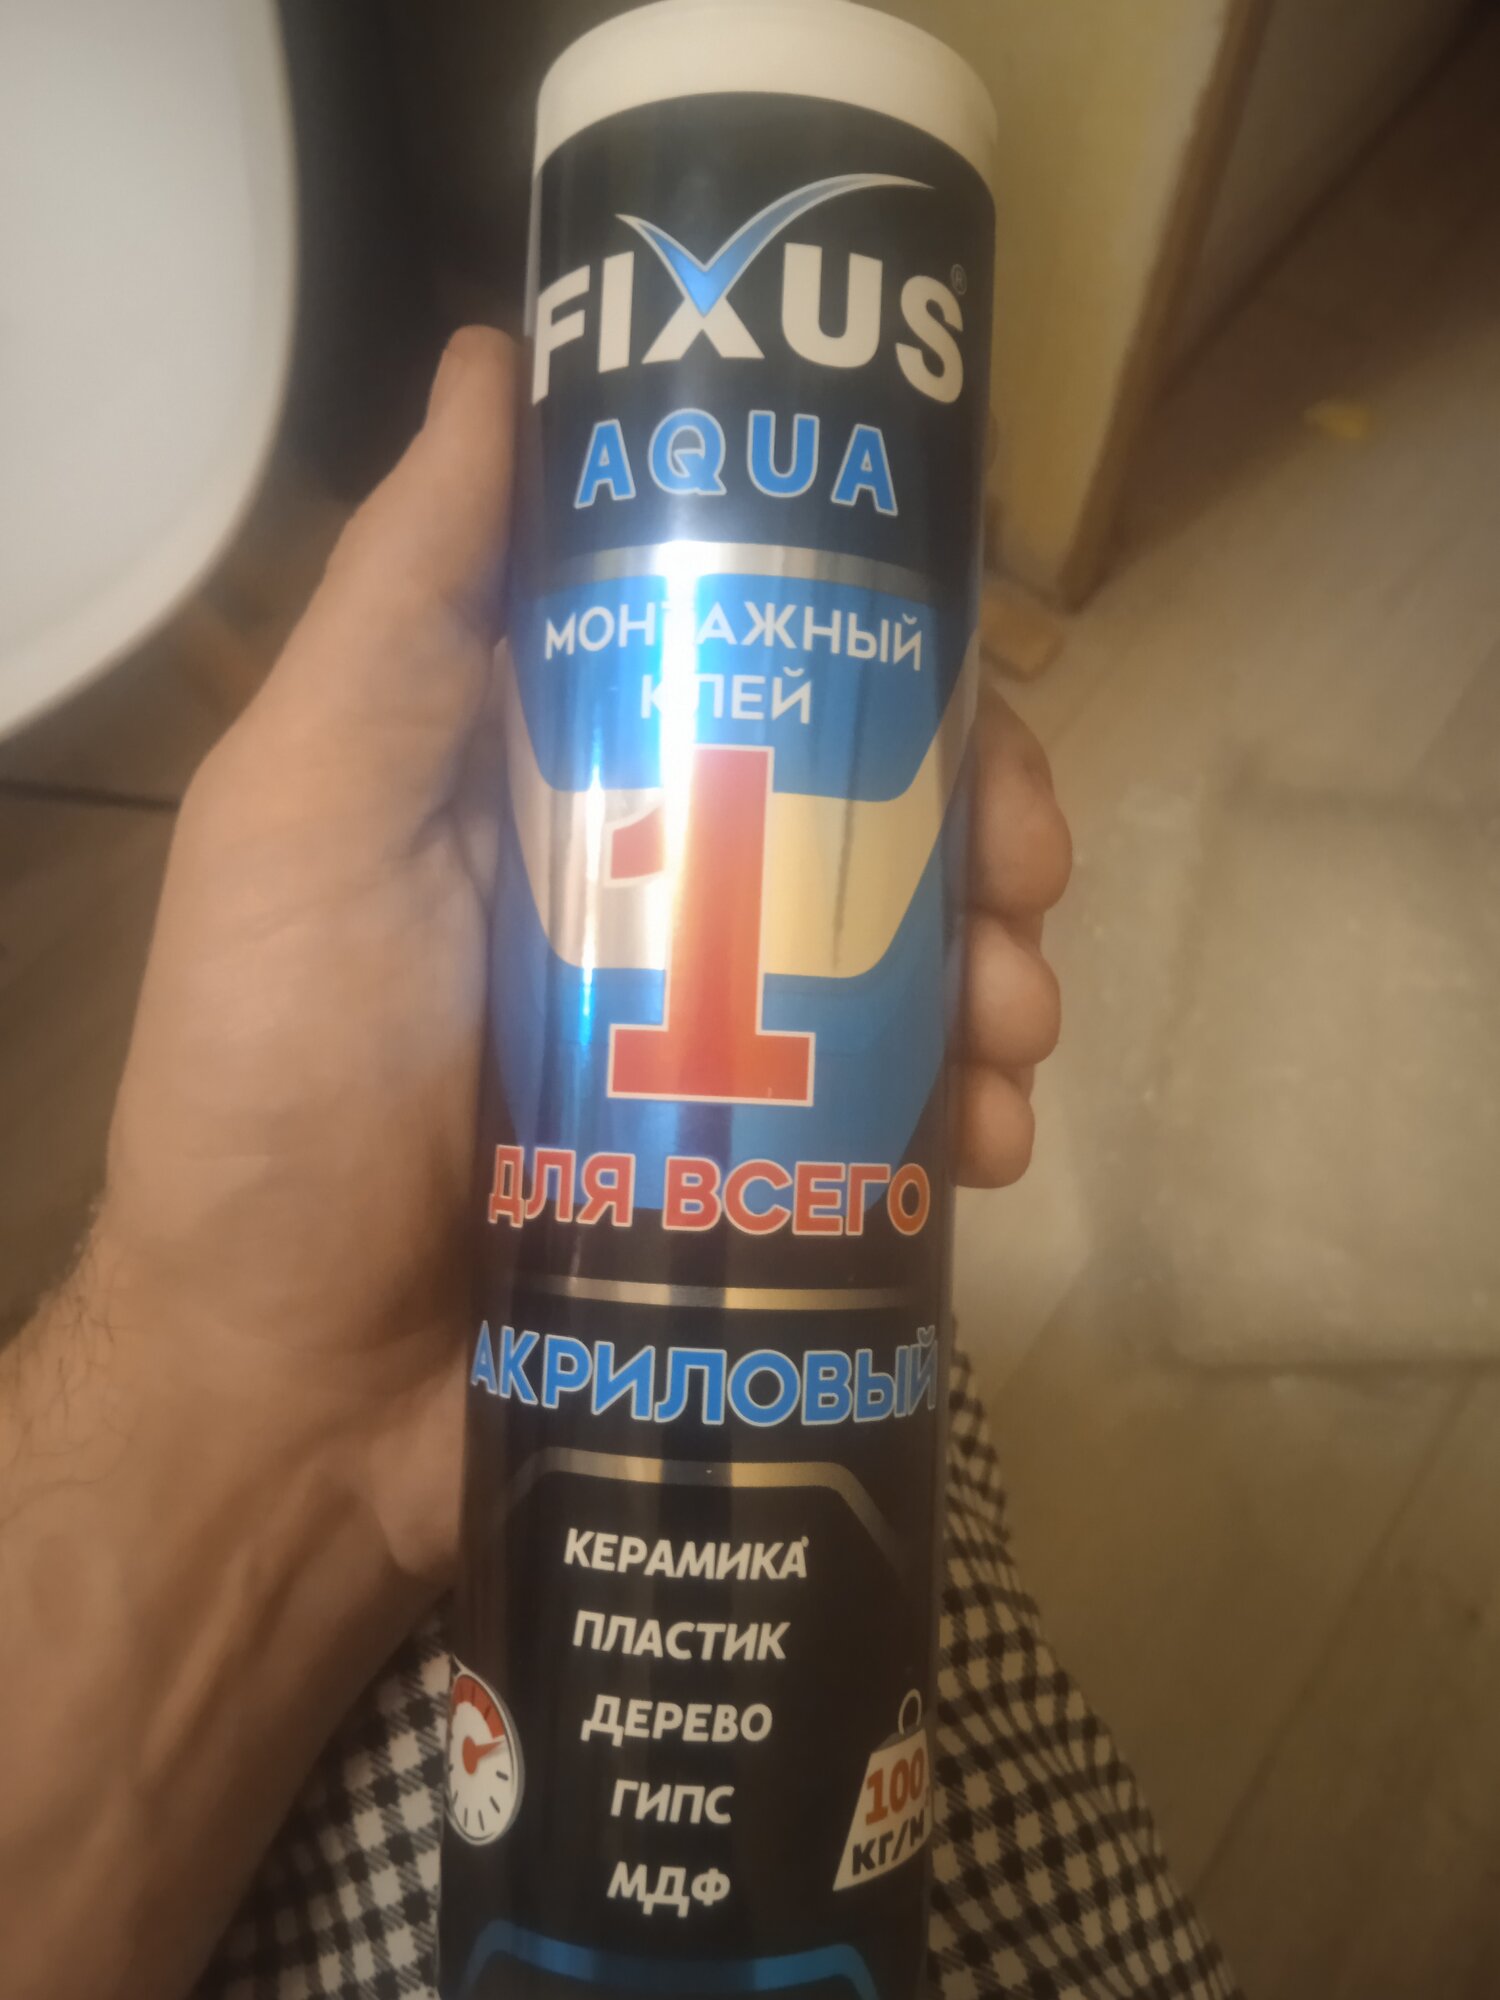 FIXUS®
AQUA
МОНТАЖНЫЙ
КЛЕЙ
1
ДЛЯ ВСЕГО
АКРИЛОВЫЙ
КЕРАМИКА
ПЛАСТИК
ДЕРЕВО
ГИПС
МДФ
100
КГ/М